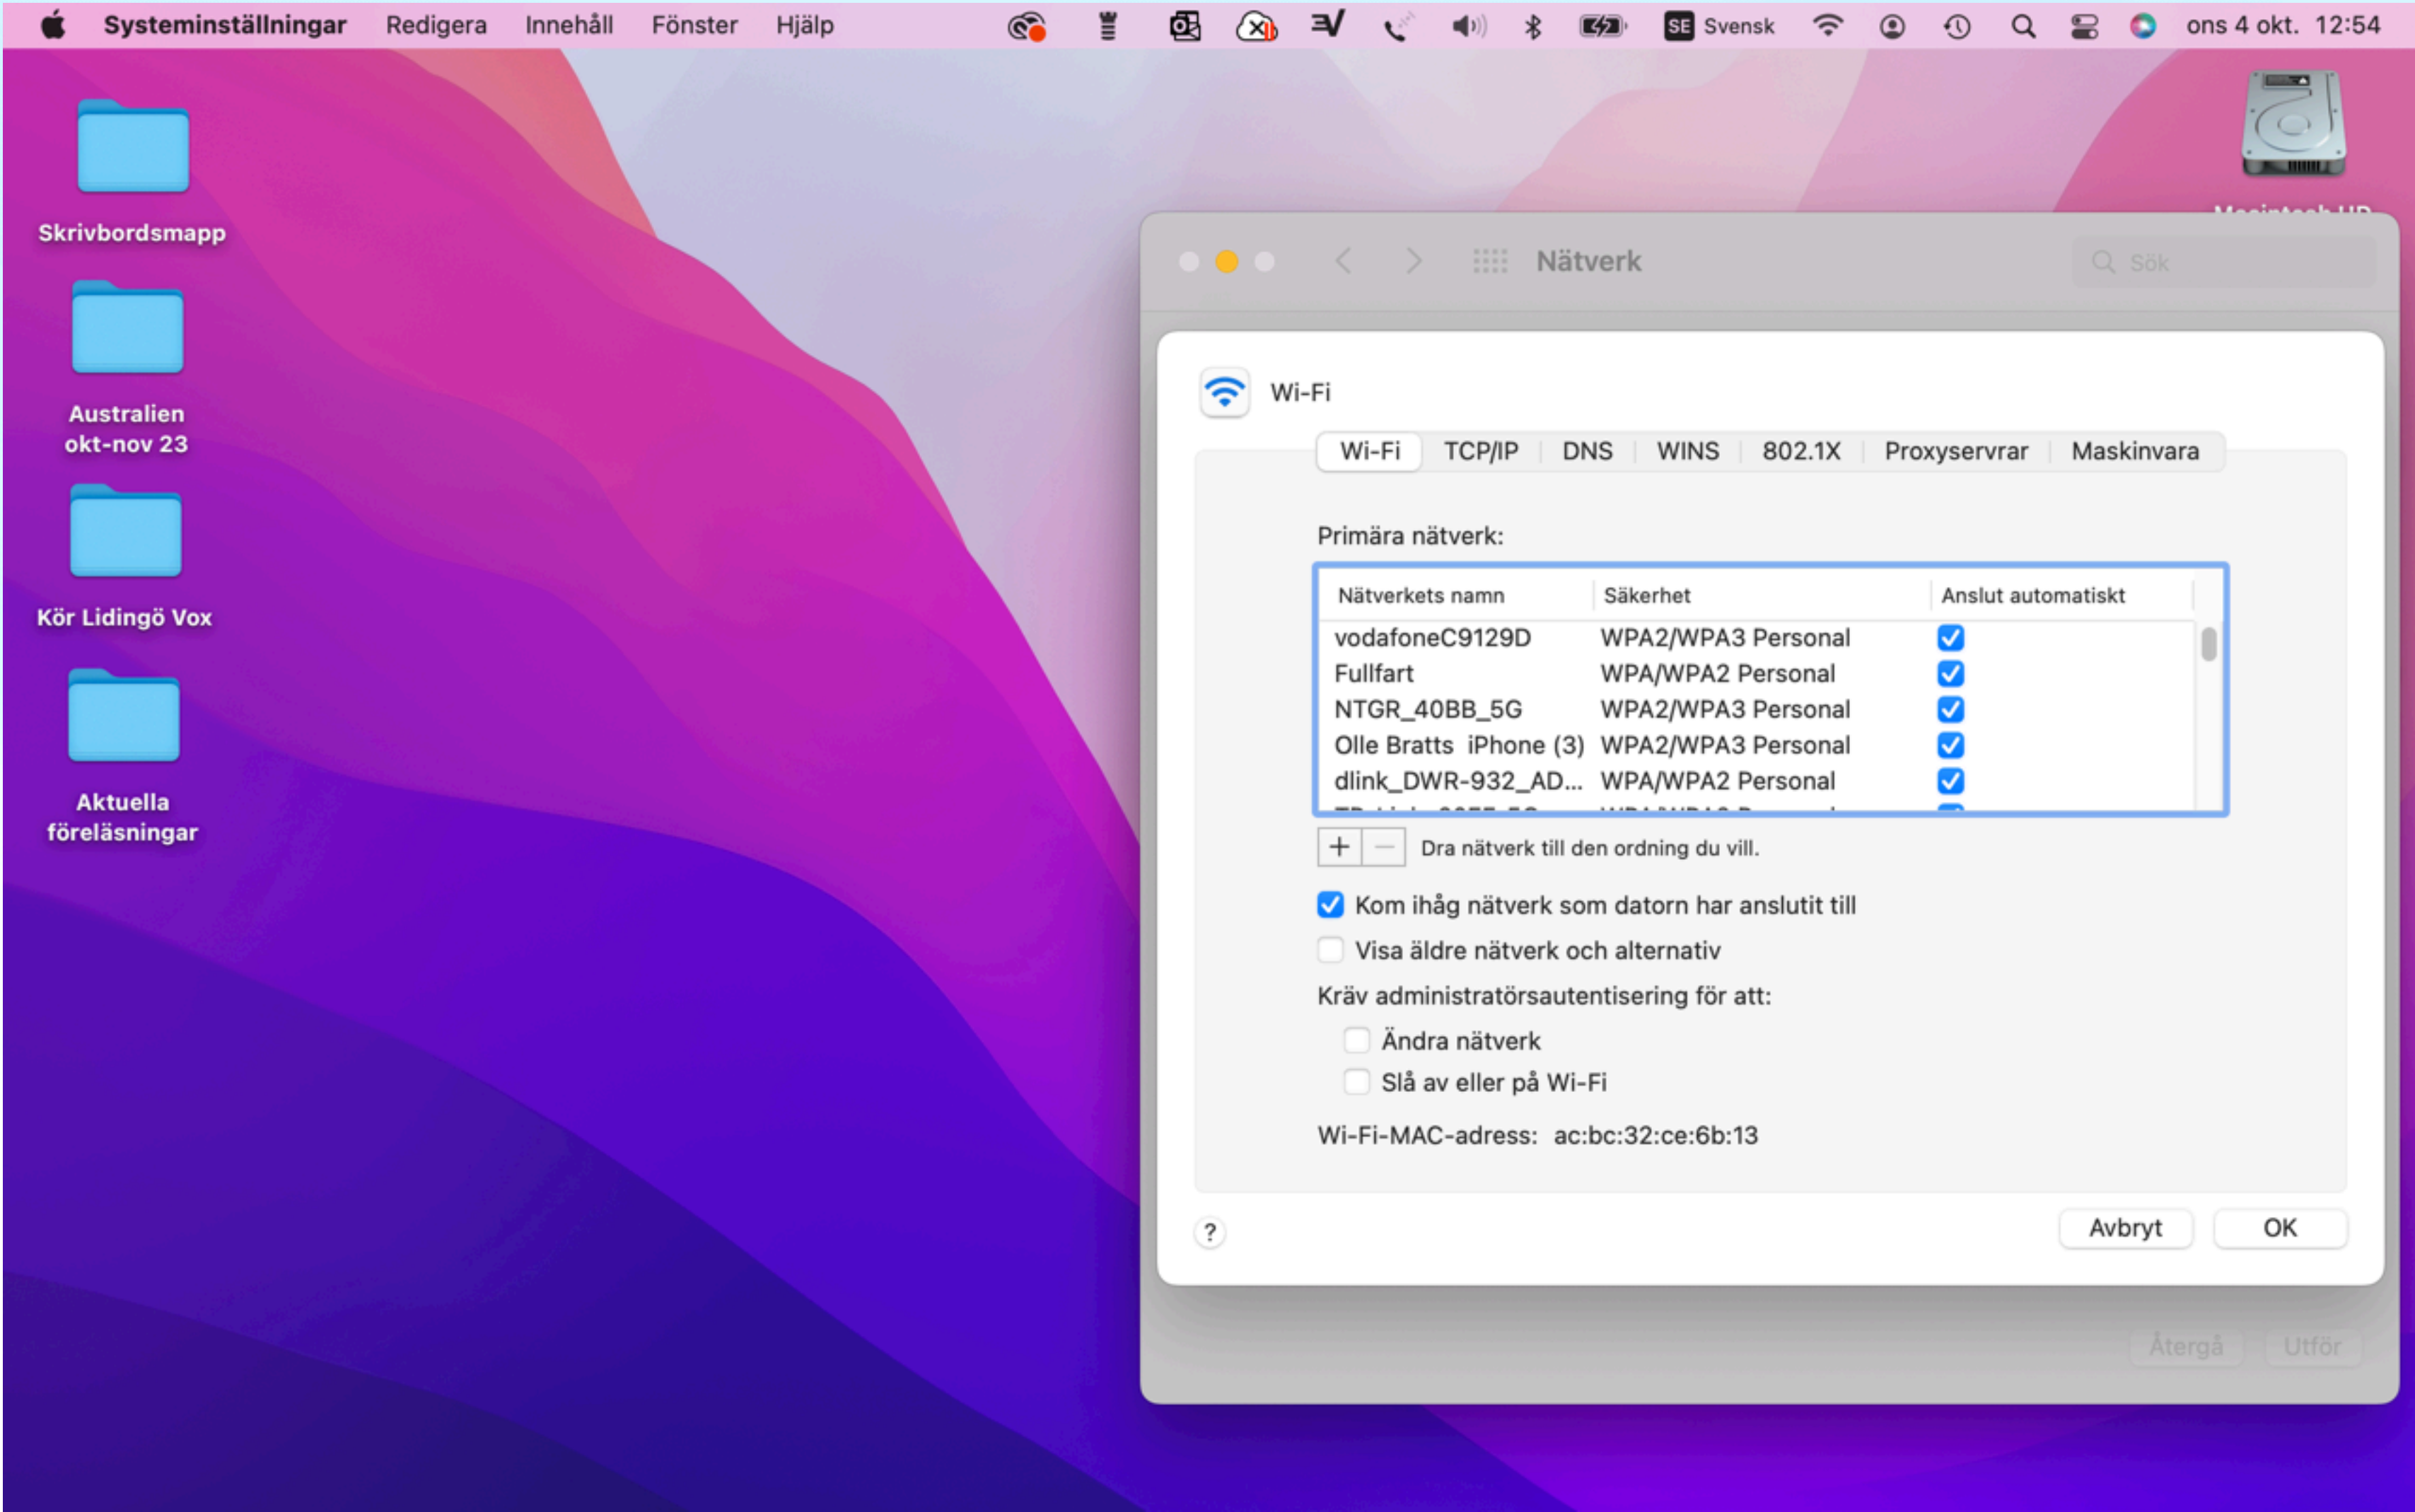 Systeminställningar Redigera Innehåll Fönster Hjälp SE Svensk ons 4 okt. 12:54
Skrivbordsmapp
Australien
okt-nov 23
Kör Lidingö Vox
Aktuella
föreläsningar
Nätverk Sök
Wi-Fi
Wi-Fi TCP/IP DNS WINS 802.1X Proxyservrar Maskinvara
Primära nätverk:
Nätverkets namn Säkerhet Anslut automatiskt
vodafoneC9129D WPA2/WPA3 Personal
Fullfart WPA/WPA2 Personal
NTGR_40BB_5G WPA2/WPA3 Personal
Olle Bratts iPhone (3) WPA2/WPA3 Personal
dlink_DWR-932_AD... WPA/WPA2 Personal
+ − Dra nätverk till den ordning du vill.
Kom ihåg nätverk som datorn har anslutit till
Visa äldre nätverk och alternativ
Kräv administratörsautentisering för att:
Ändra nätverk
Slå av eller på Wi-Fi
Wi-Fi-MAC-adress: ac:bc:32:ce:6b:13
? Avbryt OK
Återgå Utför